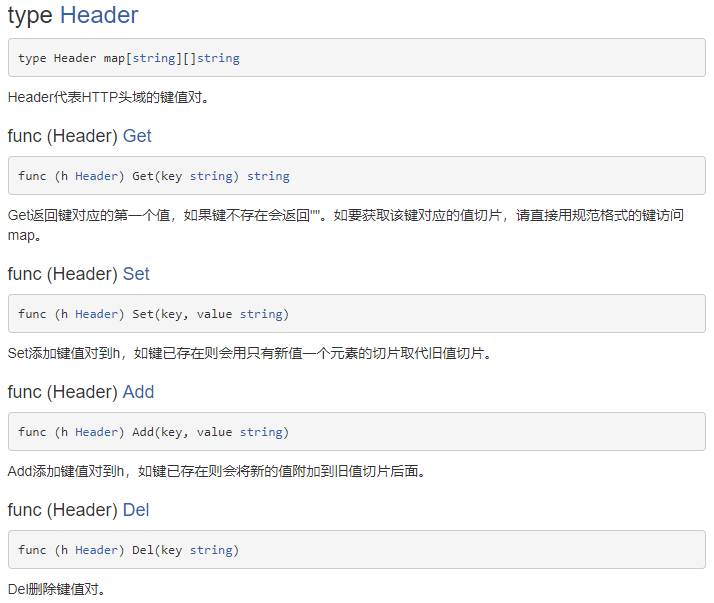 type Header
type Header map[string][]string
Header代表HTTP头域的键值对。
func (Header) Get
func (h Header) Get(key string) string
Get返回键对应的第一个值，如果键不存在会返回""。如要获取该键对应的值切片，请直接用规范格式的键访问
map。
func (Header) Set
func (h Header) Set(key, value string)
Set添加键值对到h，如键已存在则会用只有新值一个元素的切片取代旧值切片。
func (Header) Add
func (h Header) Add(key, value string)
Add添加键值对到h，如键已存在则会将新的值附加到旧值切片后面。
func (Header) Del
func (h Header) Del(key string)
Del删除键值对。